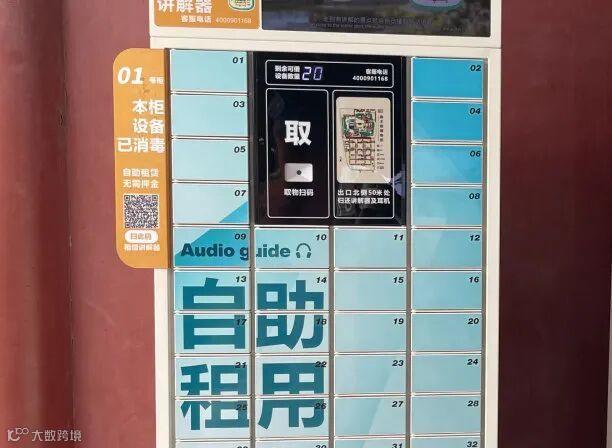 讲解器
客服电话
4000901168
01号柜
本柜
设备
已消毒
自助租赁
无需押金
扫此码
租借讲解器
剩余可借
设备数量
20
客服电话
4000901168
取
取物扫码
出口北侧50米处
归还讲解器及耳机
01
02
03
04
05
06
07
08
09
10
11
12
Audio guide
13
14
15
16
自助
17
18
19
20
21
22
23
24
租用
25
26
27
28
30
31
32
大数跨境